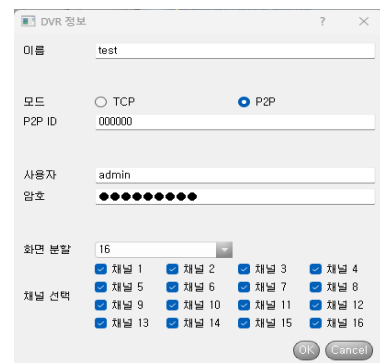 DVR 정보 ? ×
이름 test
모드 TCP P2P
P2P ID 000000
사용자 admin
암호 ●●●●●●●●●
화면 분할 16
채널 선택
채널 1 채널 2 채널 3 채널 4
채널 5 채널 6 채널 7 채널 8
채널 9 채널 10 채널 11 채널 12
채널 13 채널 14 채널 15 채널 16
OK Cancel